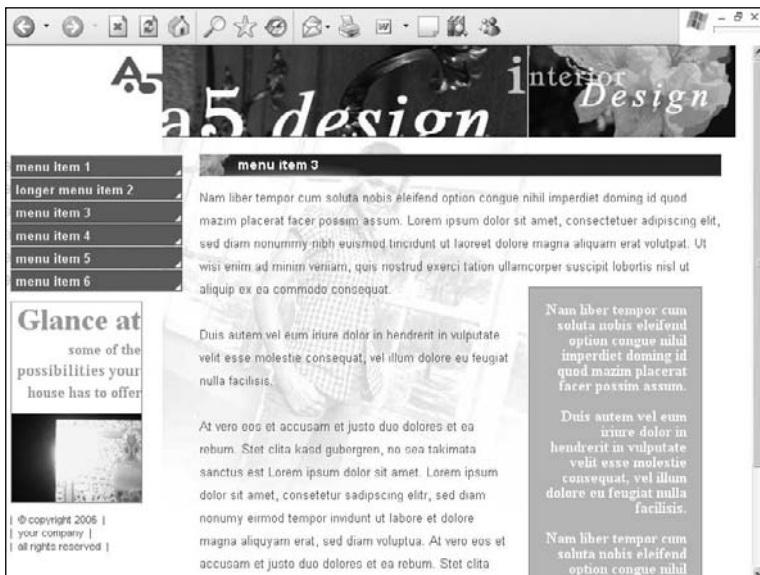 A5
a5 design
interior
Design
menu item 1
longer menu item 2
menu item 3
menu item 4
menu item 5
menu item 6
Glance at
some of the
possibilities your
house has to offer
| © copyright 2006 |
| your company |
| all rights reserved |
menu item 3
Nam liber tempor cum soluta nobis eleifend option congue nihil imperdiet doming id quod
mazim placerat facer possim assum. Lorem ipsum dolor sit amet, consectetuer adipiscing elit,
sed diam nonummy nibh euismod tincidunt ut laoreet dolore magna aliquam erat volutpat. Ut
wisi enim ad minim veniam, quis nostrud exerci tation ullamcorper suscipit lobortis nisl ut
aliquip ex ea commodo consequat.
Duis autem vel eum iriure dolor in hendrerit in vulputate
velit esse molestie consequat, vel illum dolore eu feugiat
nulla facilisis.
At vero eos et accusam et justo duo dolores et ea
rebum. Stet clita kasd gubergren, no sea takimata
sanctus est Lorem ipsum dolor sit amet. Lorem ipsum
dolor sit amet, consetetur sadipscing elitr, sed diam
nonumy eirmod tempor invidunt ut labore et dolore
magna aliquyam erat, sed diam voluptua. At vero eos et
accusam et justo duo dolores et ea rebum. Stet clita
Nam liber tempor cum
soluta nobis eleifend
option congue nihil
imperdiet doming id
quod mazim placerat
facer possim assum.
Duis autem vel eum
iriure dolor in
hendrerit in vulputate
velit esse molestie
consequat, vel illum
dolore eu feugiat nulla
facilisis.
Nam liber tempor cum
soluta nobis eleifend
option congue nihil